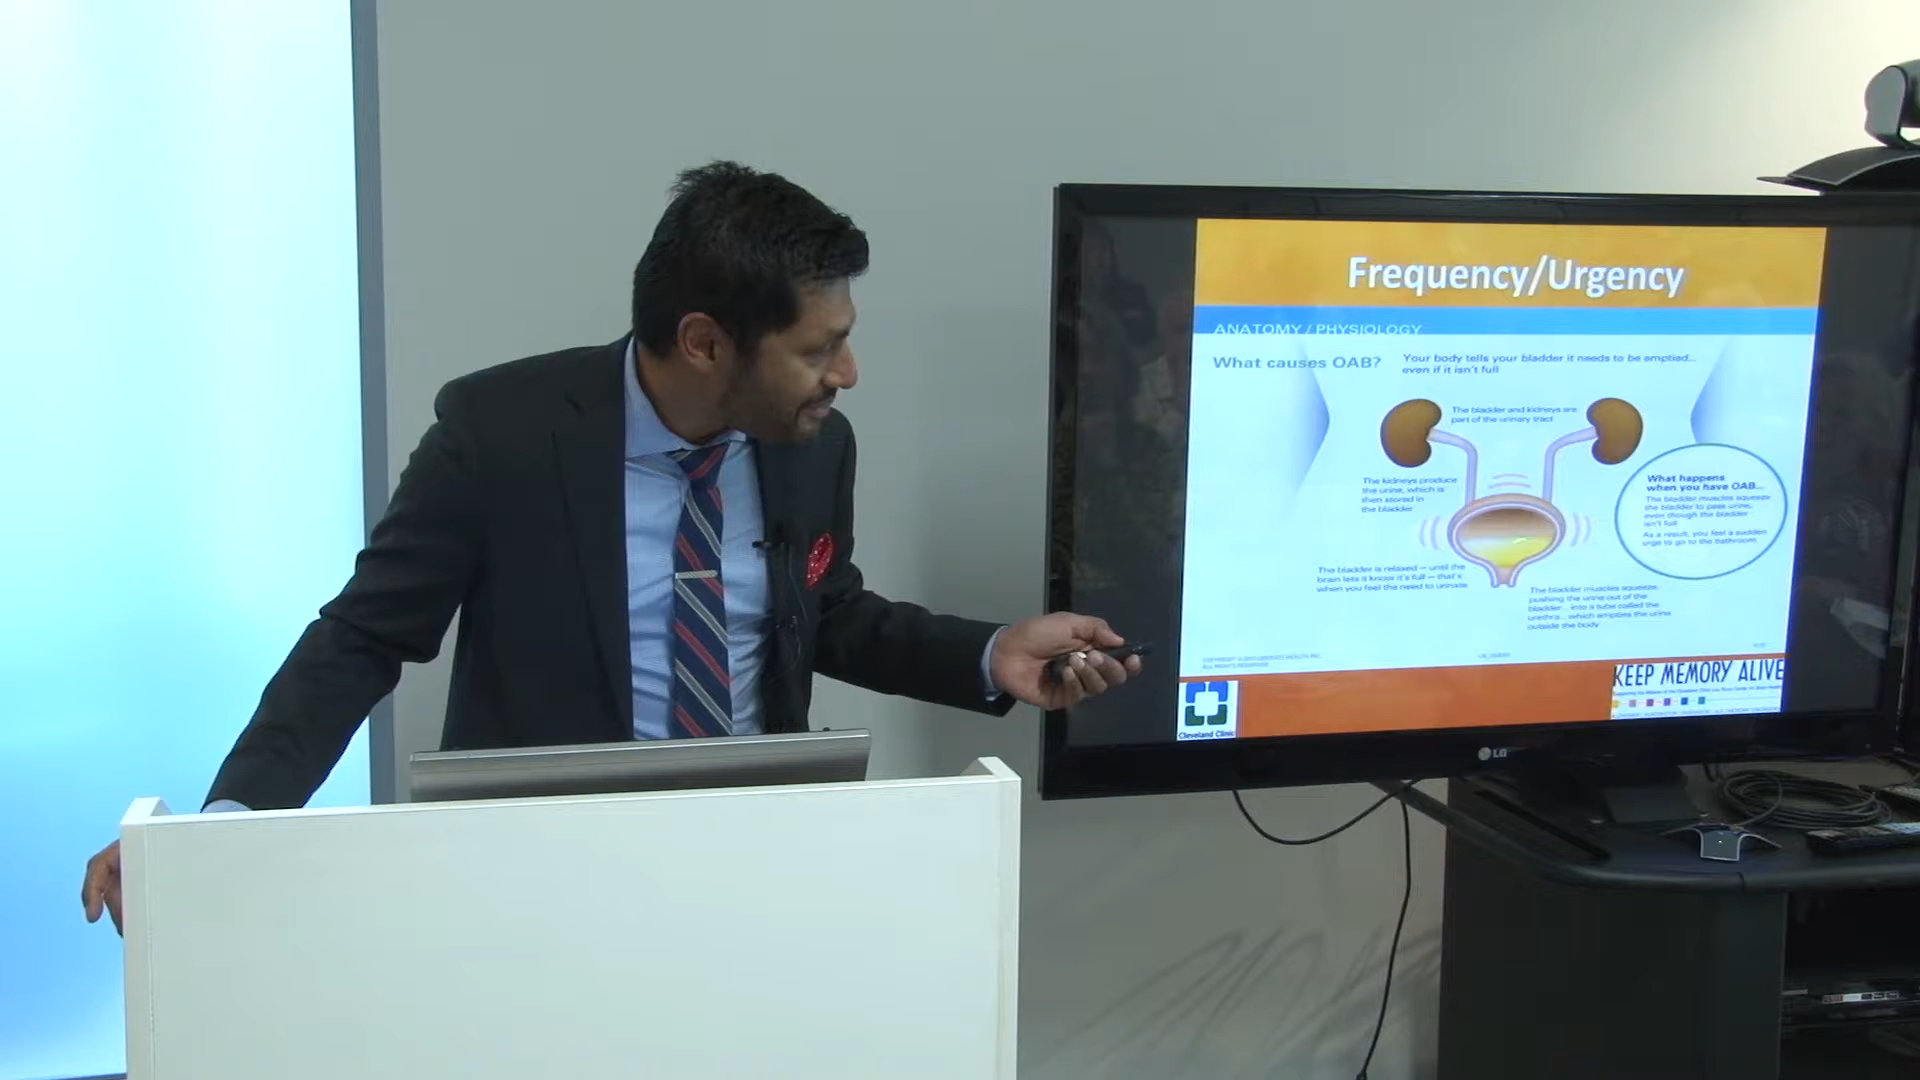 Frequency/Urgency
ANATOMY / PHYSIOLOGY
What causes OAB?
Your body tells your bladder it needs to be emptied...
even if it isn't full
The bladder and kidneys are
part of the urinary tract
The kidneys produce
the urine, which is
then stored in
the bladder
What happens
when you have OAB...
The bladder muscles squeeze
the bladder to pass urine,
even though the bladder
isn't full
As a result, you feel a sudden
urge to go to the bathroom
The bladder is relaxed – until the
brain lets it know it's full – that's
when you feel the need to urinate
The bladder muscles squeeze...
pushing the urine out of the
bladder... into a tube called the
urethra... which empties the urine
outside the body
ALL RIGHTS RESERVED
KEEP MEMORY ALIVE
Cleveland Clinic
LG